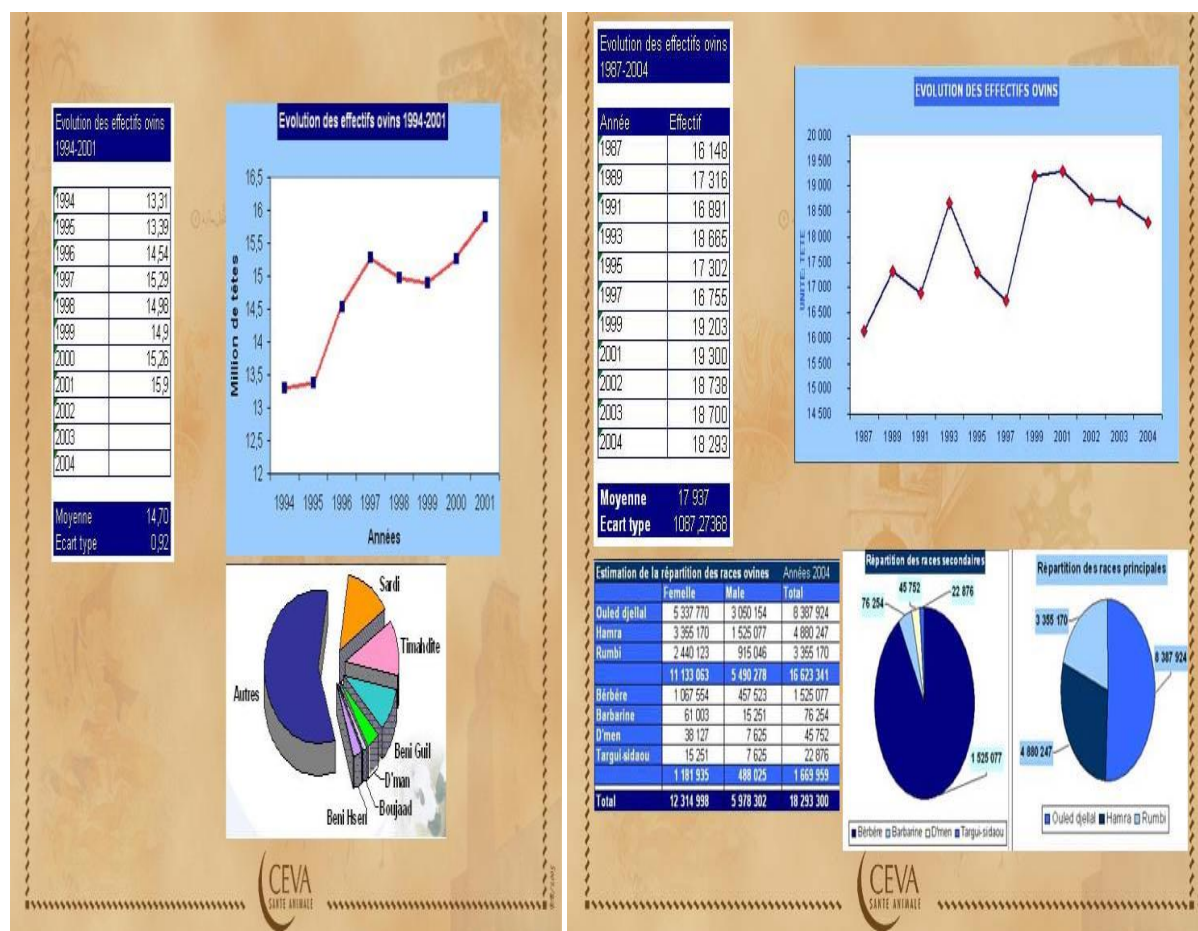 Evolution des effectifs ovins
1994-2001
1994 13,31
1995 13,39
1996 14,54
1997 15,29
1998 14,98
1999 14,9
2000 15,26
2001 15,9
2002
2003
2004
Moyenne 14,70
Ecart type 0,92
Evolution des effectifs ovins 1994-2001
Million de têtes
16,5
16
15,5
15
14,5
14
13,5
13
12,5
12
1994 1995 1996 1997 1998 1999 2000 2001
Années
Sardi
Timahdite
Autres
Beni Guil
D'man
Boujaad
Beni Hsen
CEVA
SANTE ANIMALE
Evolution des effectifs ovins
1987-2004
Année Effectif
1987 16 148
1989 17 316
1991 16 891
1993 18 665
1995 17 302
1997 16 755
1999 19 203
2001 19 300
2002 18 738
2003 18 700
2004 18 293
Moyenne 17 937
Ecart type 1087,27368
EVOLUTION DES EFFECTIFS OVINS
UNITE: TETE
20 000
19 500
19 000
18 500
18 000
17 500
17 000
16 500
16 000
15 500
15 000
14 500
1987 1989 1991 1993 1995 1997 1999 2001 2002 2003 2004
Estimation de la répartition des races ovines Années 2004
Femelle Male Total
Ouled djellal 5 337 770 3 050 154 8 387 924
Hamra 3 355 170 1 525 077 4 880 247
Rumbi 2 440 123 915 046 3 355 170
11 133 063 5 490 278 16 623 341
Bérbére 1 067 554 457 523 1 525 077
Barbarine 61 003 15 251 76 254
D'men 38 127 7 625 45 752
Targui-sidaou 15 251 7 625 22 876
1 181 935 488 025 1 669 959
Total 12 314 998 5 978 302 18 293 300
Répartition des races secondaires
76 254
45 752
22 876
1 525 077
Bérbére Barbarine D'men Targui-sidaou
Répartition des races principales
3 355 170
8 387 924
4 880 247
Ouled djellal Hamra Rumbi
CEVA
SANTE ANIMALE